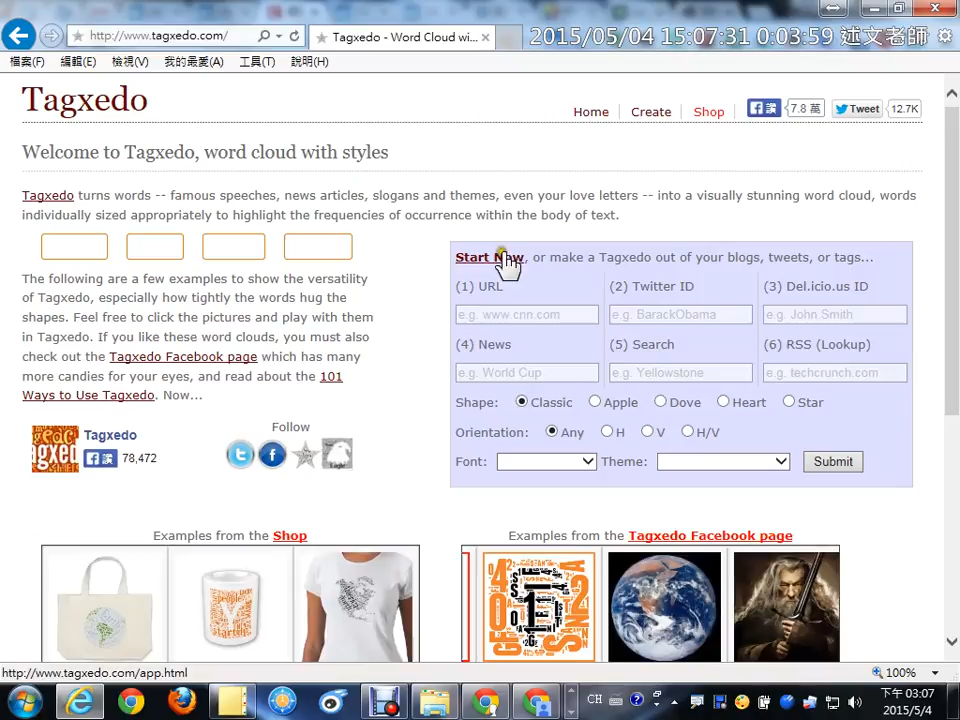 http://www.tagxedo.com/
Tagxedo - Word Cloud wi...
2015/05/04 15:07:31 0:03:59 述文老師
檔案(F) 編輯(E) 檢視(V) 我的最愛(A) 工具(T) 說明(H)
Tagxedo
Home Create Shop 讚 7.8 萬 Tweet 12.7K
Welcome to Tagxedo, word cloud with styles
Tagxedo turns words -- famous speeches, news articles, slogans and themes, even your love letters -- into a visually stunning word cloud, words
individually sized appropriately to highlight the frequencies of occurrence within the body of text.
The following are a few examples to show the versatility
of Tagxedo, especially how tightly the words hug the
shapes. Feel free to click the pictures and play with them
in Tagxedo. If you like these word clouds, you must also
check out the Tagxedo Facebook page which has many
more candies for your eyes, and read about the 101
Ways to Use Tagxedo. Now...
Tagxedo
讚 78,472
Follow
Start Now, or make a Tagxedo out of your blogs, tweets, or tags...
(1) URL (2) Twitter ID (3) Del.icio.us ID
e.g. www.cnn.com e.g. BarackObama e.g. John Smith
(4) News (5) Search (6) RSS (Lookup)
e.g. World Cup e.g. Yellowstone e.g. techcrunch.com
Shape: Classic Apple Dove Heart Star
Orientation: Any H V H/V
Font: Theme: Submit
Examples from the Shop
Examples from the Tagxedo Facebook page
http://www.tagxedo.com/app.html
100%
CH
下午 03:07
2015/5/4